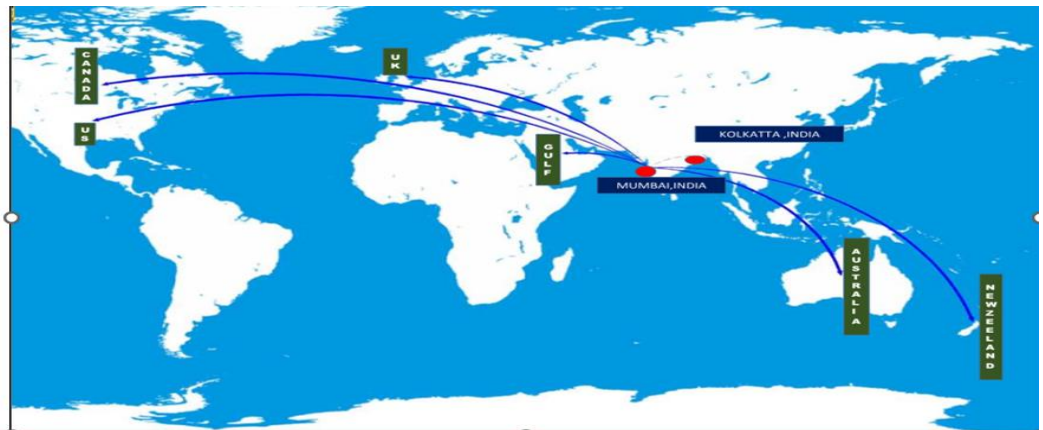 CANADA
UK
US
GULF
KOLKATTA ,INDIA
MUMBAI,INDIA
AUSTRALIA
NEWZEELAND